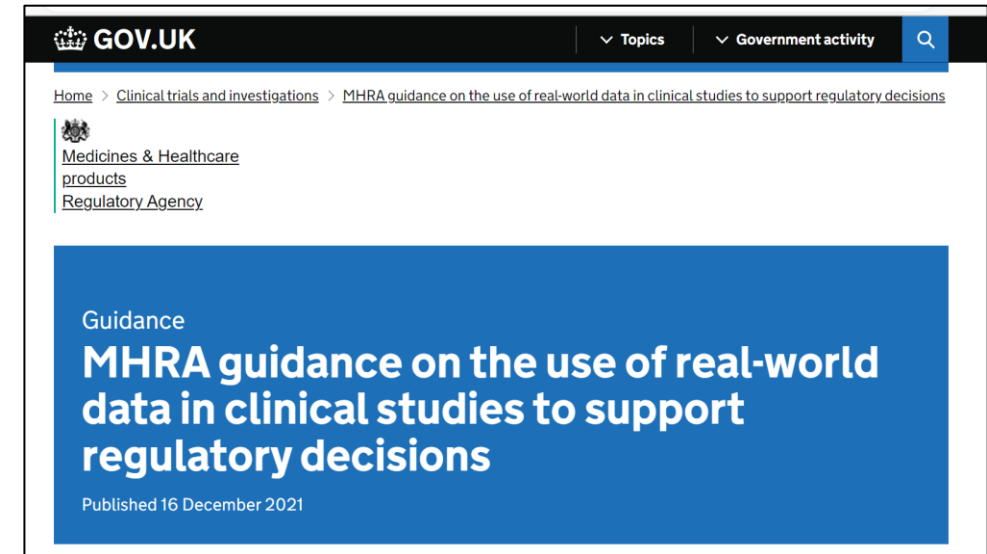 GOV.UK Topics Government activity
Home > Clinical trials and investigations > MHRA guidance on the use of real-world data in clinical studies to support regulatory decisions
Medicines & Healthcare
products
Regulatory Agency
Guidance
MHRA guidance on the use of real-world
data in clinical studies to support
regulatory decisions
Published 16 December 2021